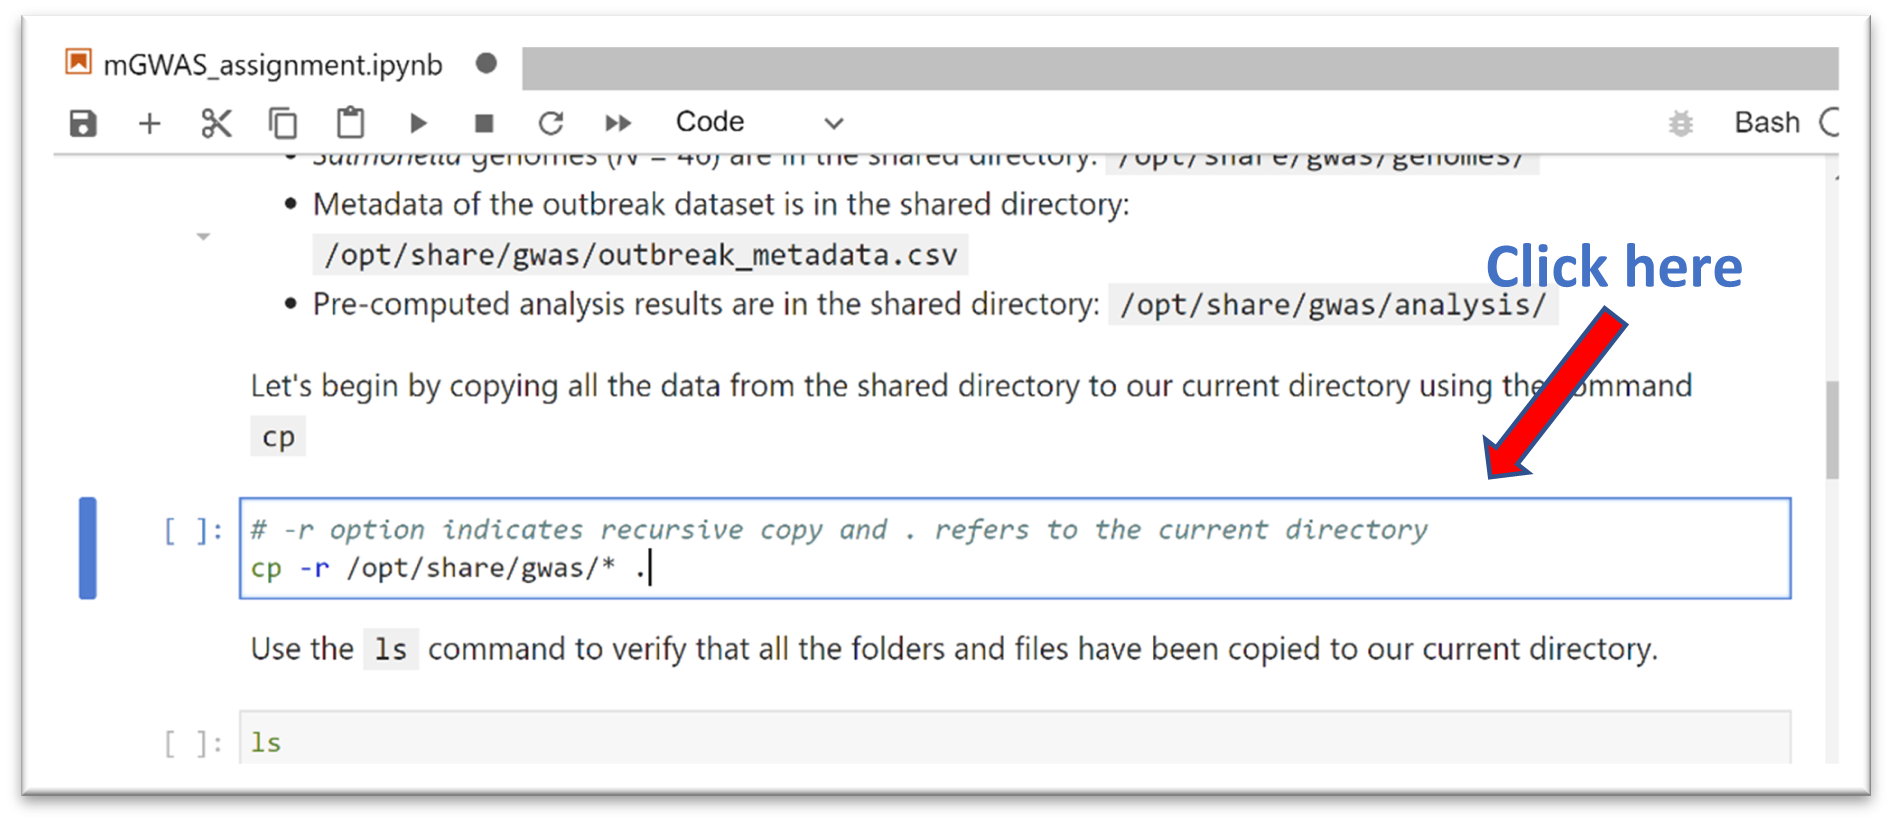 mGWAS_assignment.ipynb
Code
Bash
• Salmonella genomes (N = 46) are in the shared directory: /opt/share/gwas/genomes/
• Metadata of the outbreak dataset is in the shared directory:
/opt/share/gwas/outbreak_metadata.csv
Click here
• Pre-computed analysis results are in the shared directory: /opt/share/gwas/analysis/
Let's begin by copying all the data from the shared directory to our current directory using the command
cp
[ ]: # -r option indicates recursive copy and . refers to the current directory
cp -r /opt/share/gwas/* .
Use the ls command to verify that all the folders and files have been copied to our current directory.
[ ]: ls